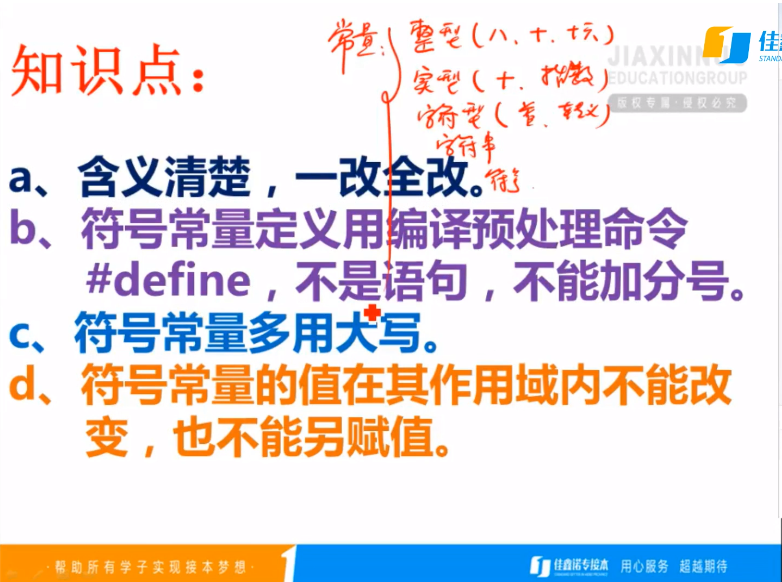 常量: 整型(八、十、十六)
佳鑫
STAND
知识点：
实型(十、指数)
JIAXINN
EDUCATIONGROUP
版权专属·侵权必究
字符型(普、转义)
字符串
a、含义清楚，一改全改。
符号
b、符号常量定义用编译预处理命令
#define，不是语句，不能加分号。
c、符号常量多用大写。
d、符号常量的值在其作用域内不能改
变，也不能另赋值。
·帮助所有学子实现接本梦想·
佳鑫诺专接本 用心服务 超越期待